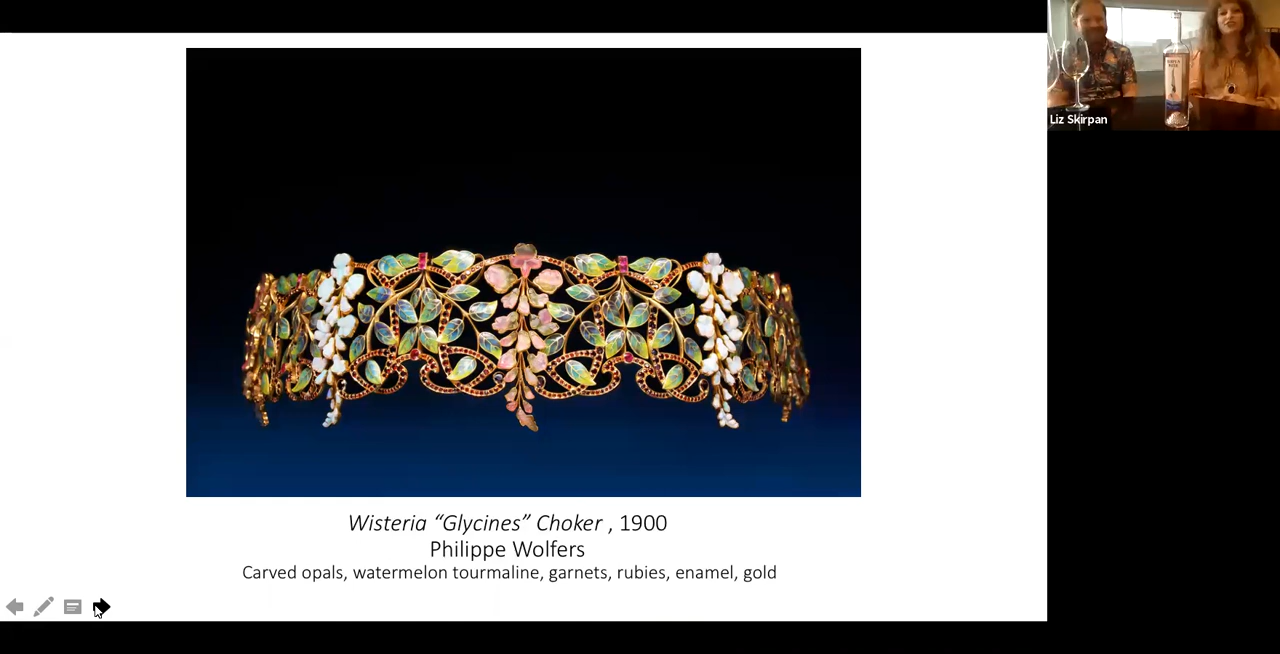 Liz Skirpan
Wisteria “Glycines” Choker , 1900
Philippe Wolfers
Carved opals, watermelon tourmaline, garnets, rubies, enamel, gold